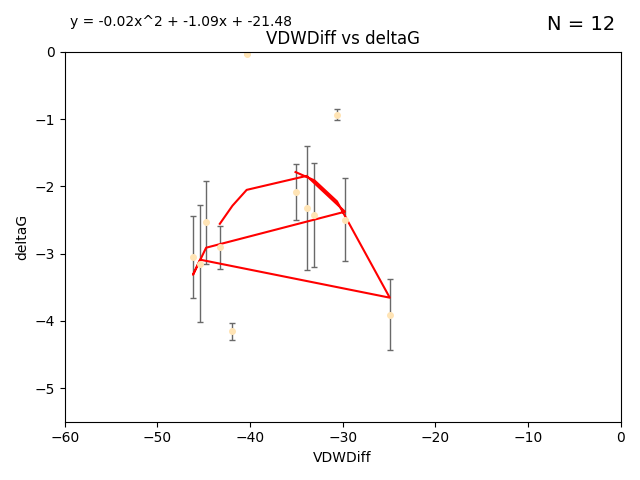 y = -0.02x^2 + -1.09x + -21.48
N = 12
VDWDiff vs deltaG
0
−1
−2
−3
−4
−5
deltaG
−60 −50 −40 −30 −20 −10 0
VDWDiff